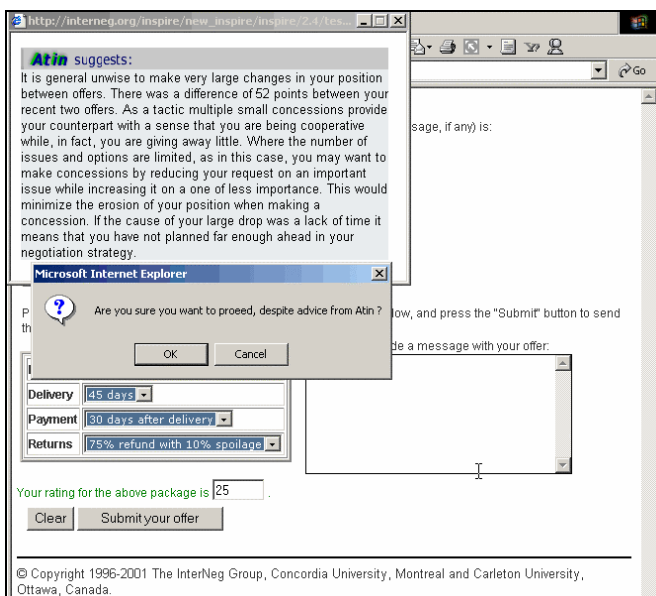 http://interneg.org/inspire/new_inspire/inspire/2.4/tes...
Atin suggests:
It is general unwise to make very large changes in your position
between offers. There was a difference of 52 points between your
recent two offers. As a tactic multiple small concessions provide
your counterpart with a sense that you are being cooperative
while, in fact, you are giving away little. Where the number of
issues and options are limited, as in this case, you may want to
make concessions by reducing your request on an important
issue while increasing it on a one of less importance. This would
minimize the erosion of your position when making a
concession. If the cause of your large drop was a lack of time it
means that you have not planned far enough ahead in your
negotiation strategy.
Go
sage, if any) is:
Microsoft Internet Explorer
Are you sure you want to proeed, despite advice from Atin ?
OK Cancel
low, and press the "Submit" button to send
de a message with your offer:
Delivery 45 days
Payment 30 days after delivery
Returns 75% refund with 10% spoilage
Your rating for the above package is 25 .
Clear Submit your offer
© Copyright 1996-2001 The InterNeg Group, Concordia University, Montreal and Carleton University,
Ottawa, Canada.